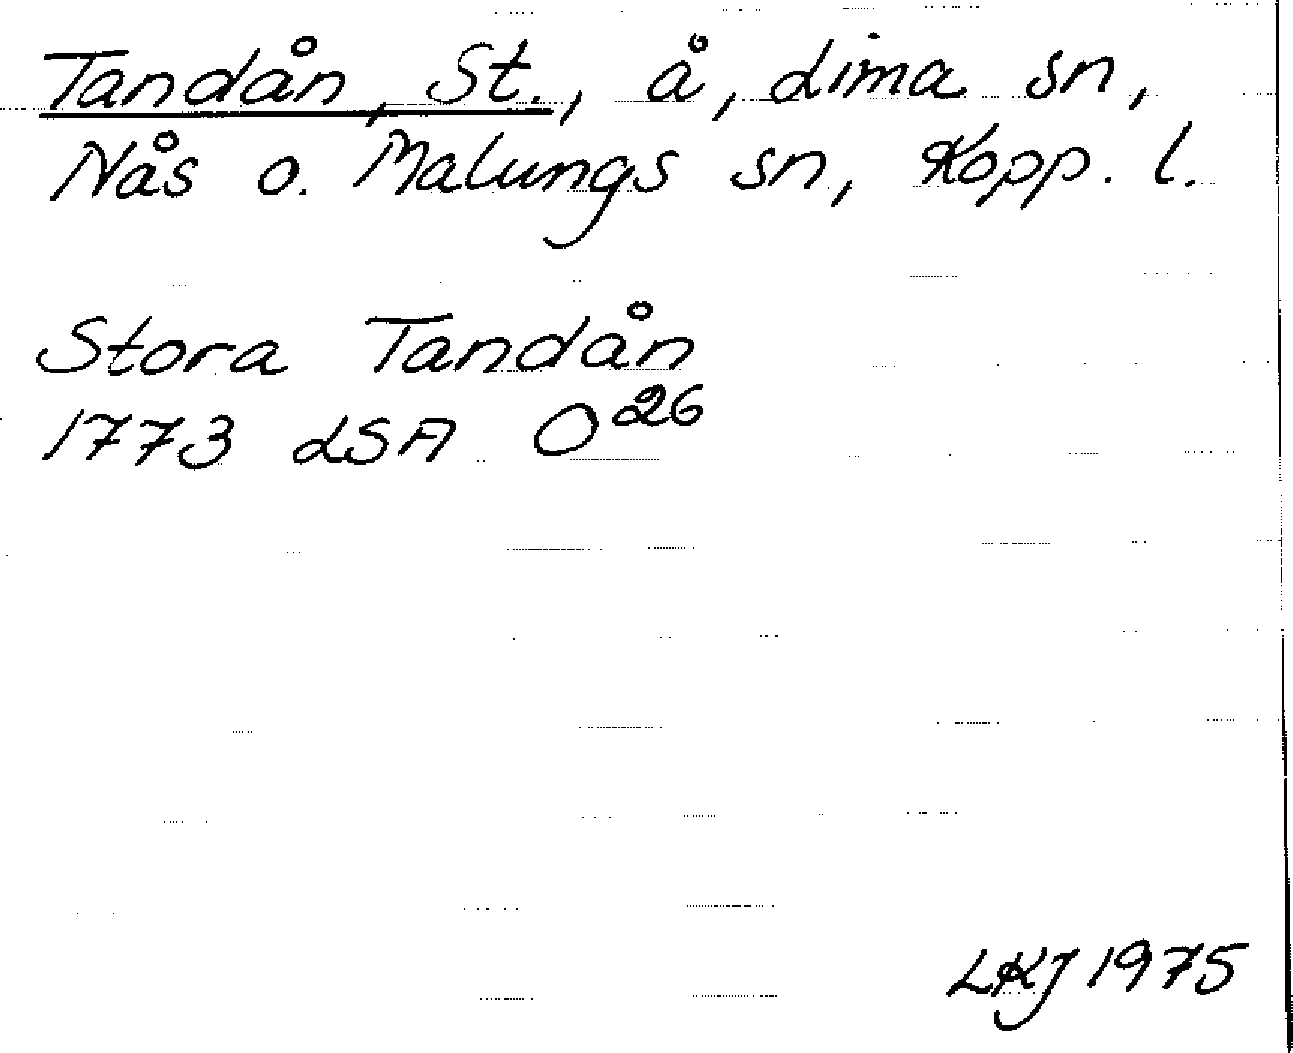 Tandån, St., å, Lima sn,
Nås o. Malungs sn, Kopp. l.
Stora Tandån
1773 LSA O26
LKJ 1975